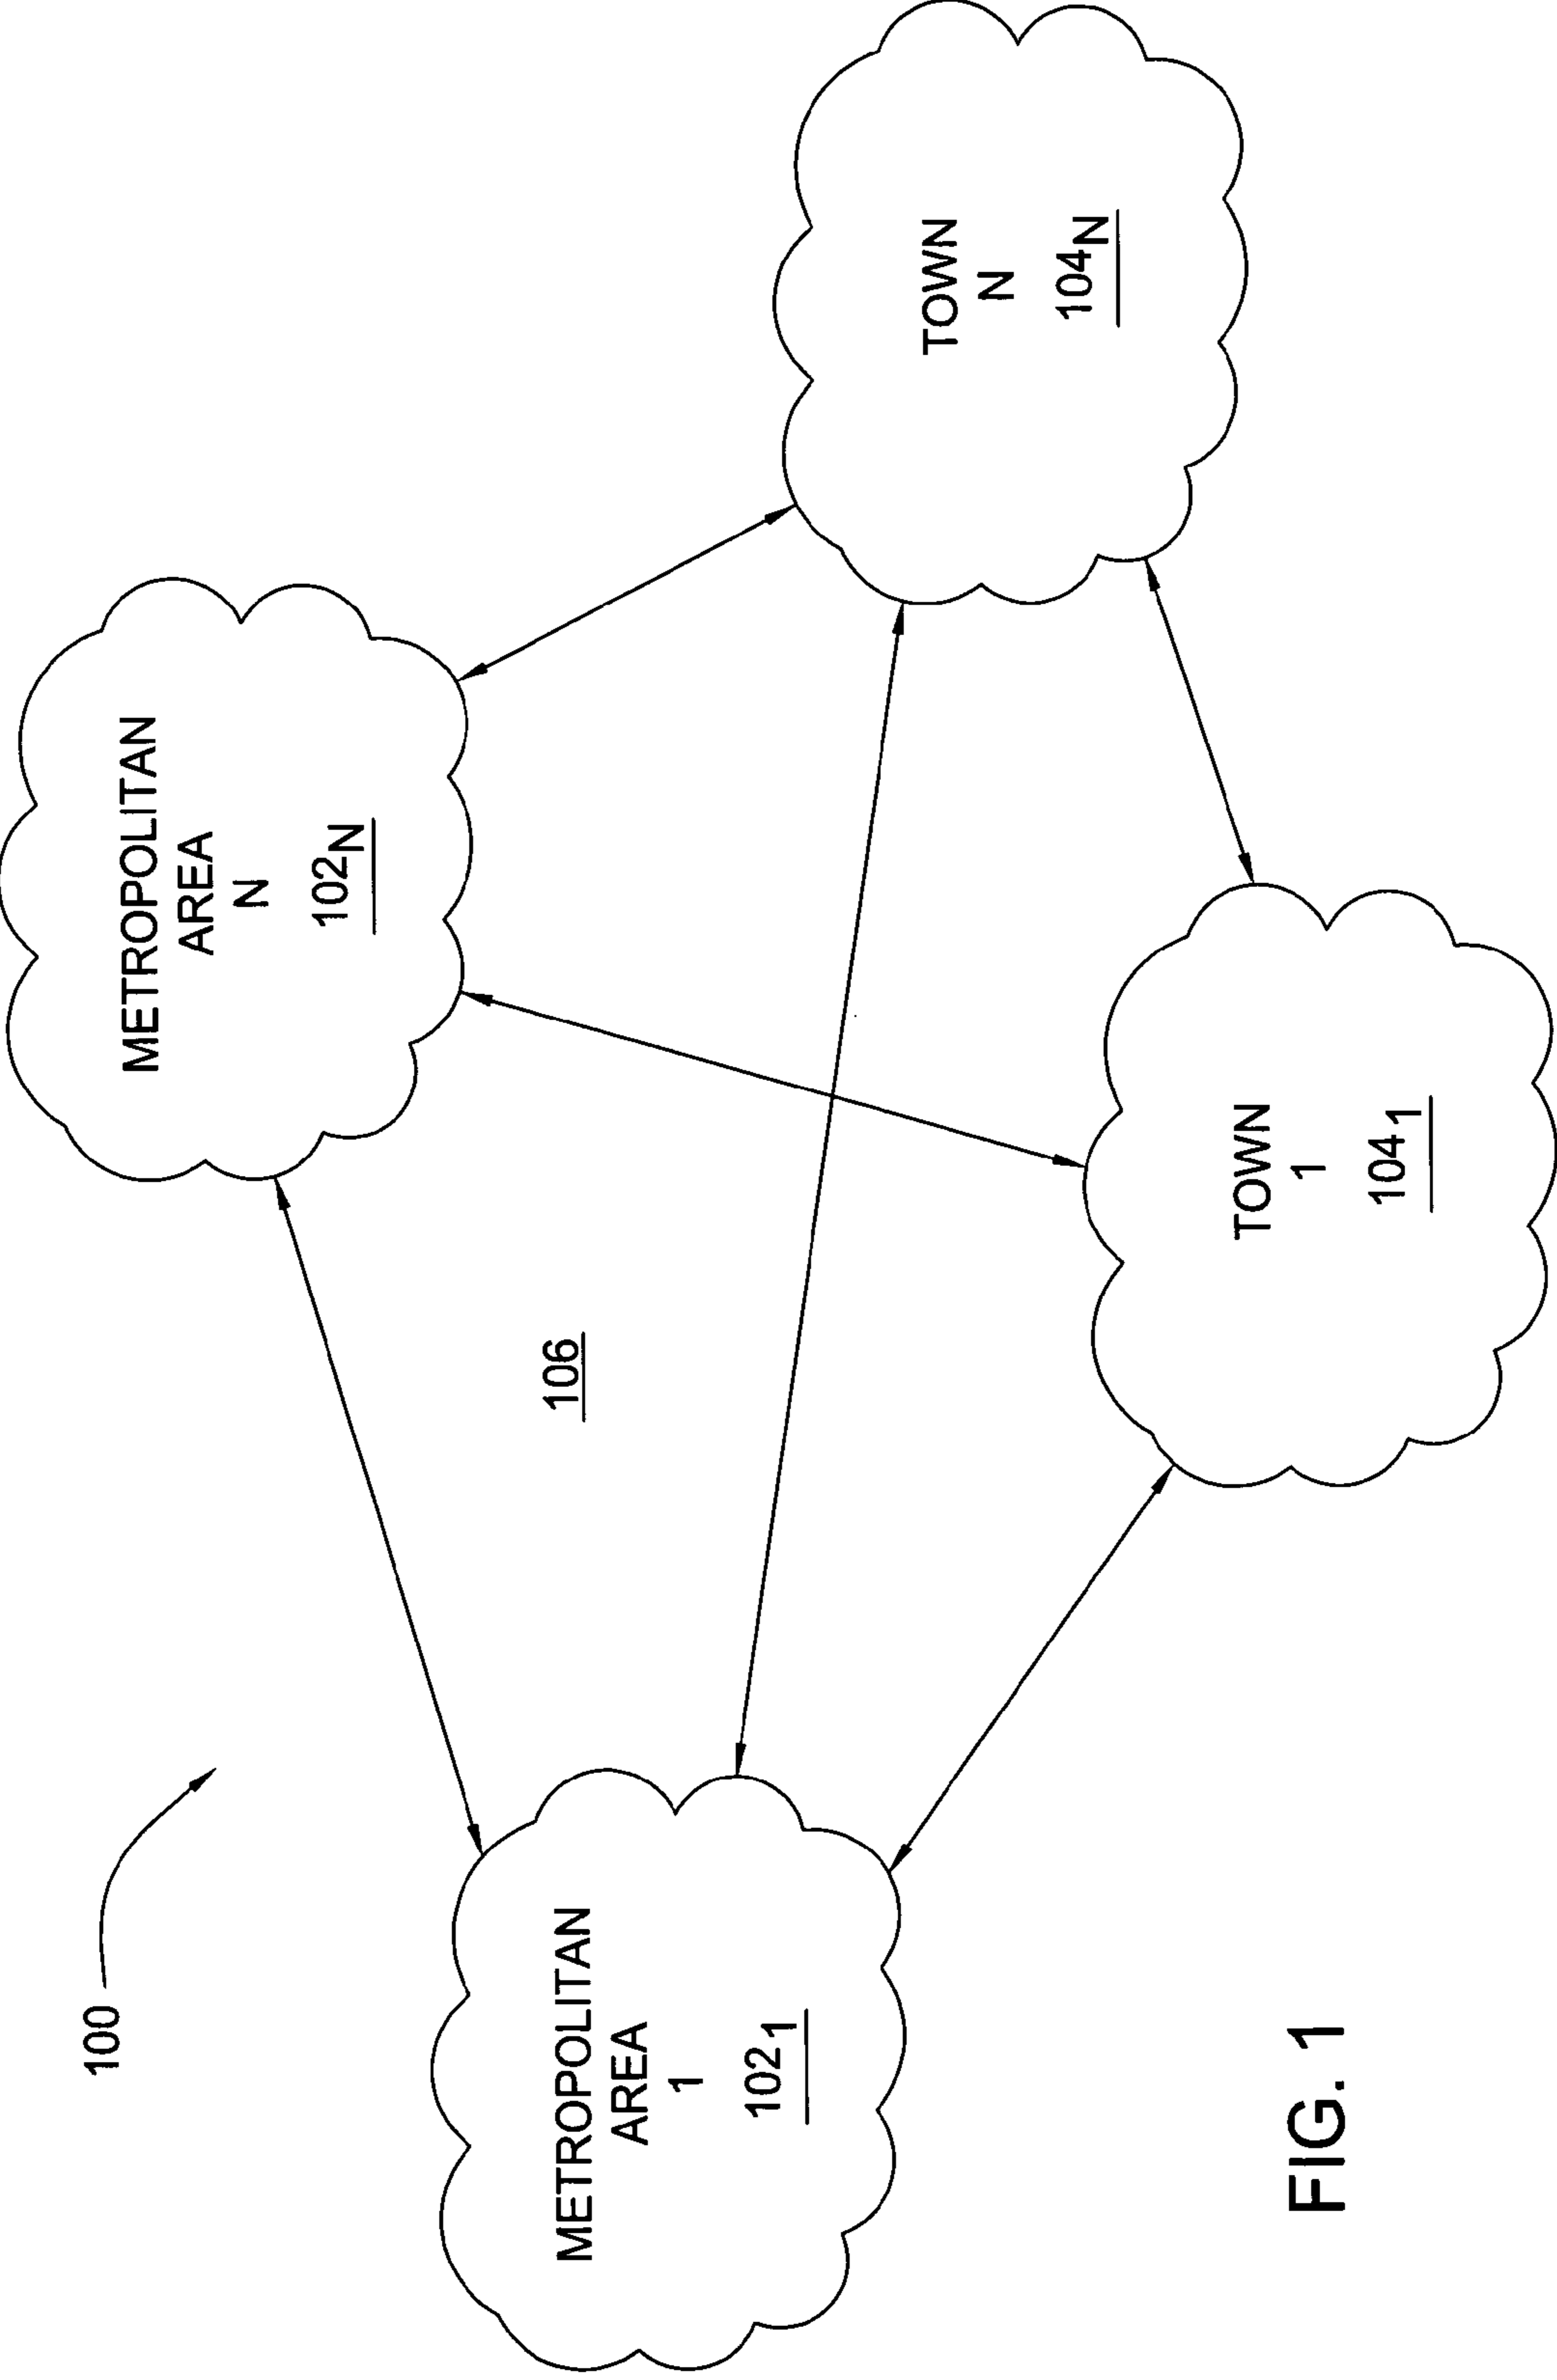 100
METROPOLITAN
AREA
N
102N
METROPOLITAN
AREA
1
1021
106
TOWN
N
104N
TOWN
1
1041
FIG. 1